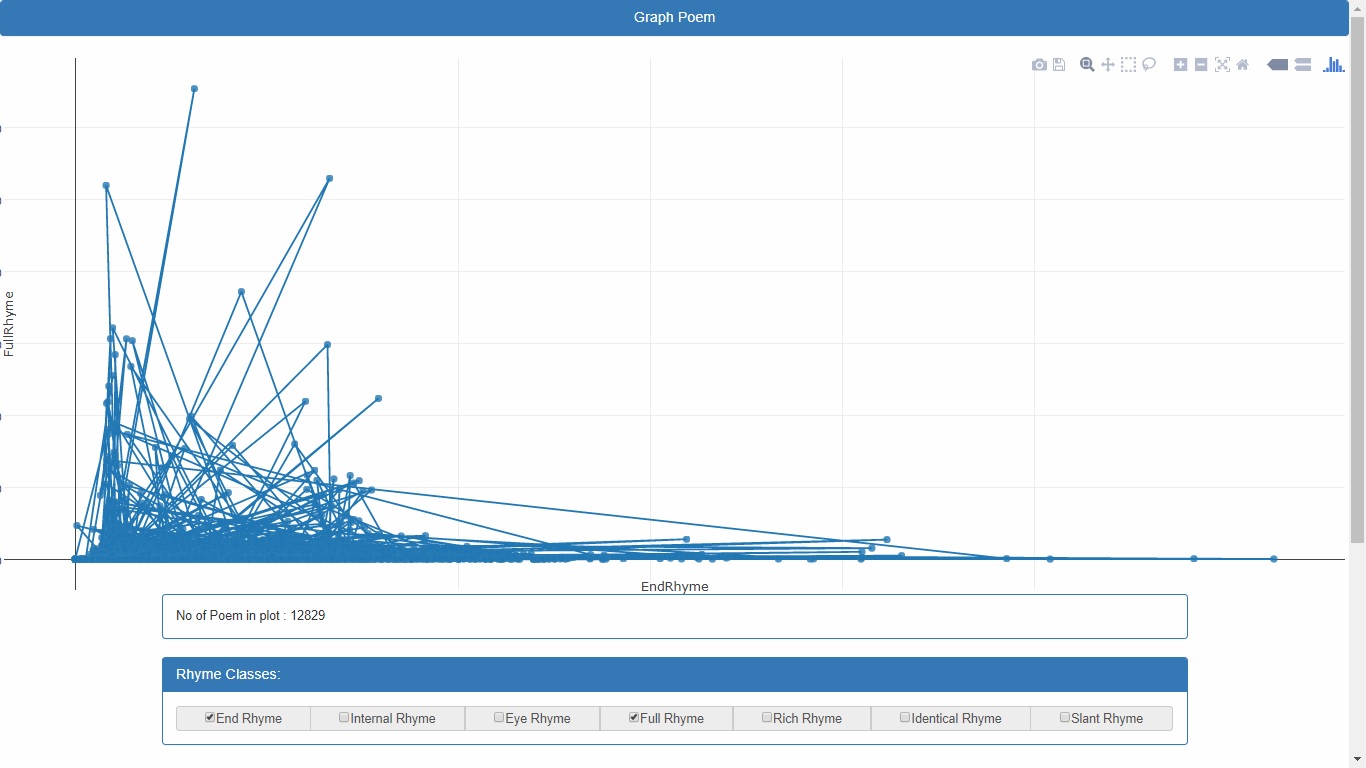 Graph Poem
FullRhyme
EndRhyme
No of Poem in plot : 12829
Rhyme Classes:
End Rhyme Internal Rhyme Eye Rhyme Full Rhyme Rich Rhyme Identical Rhyme Slant Rhyme